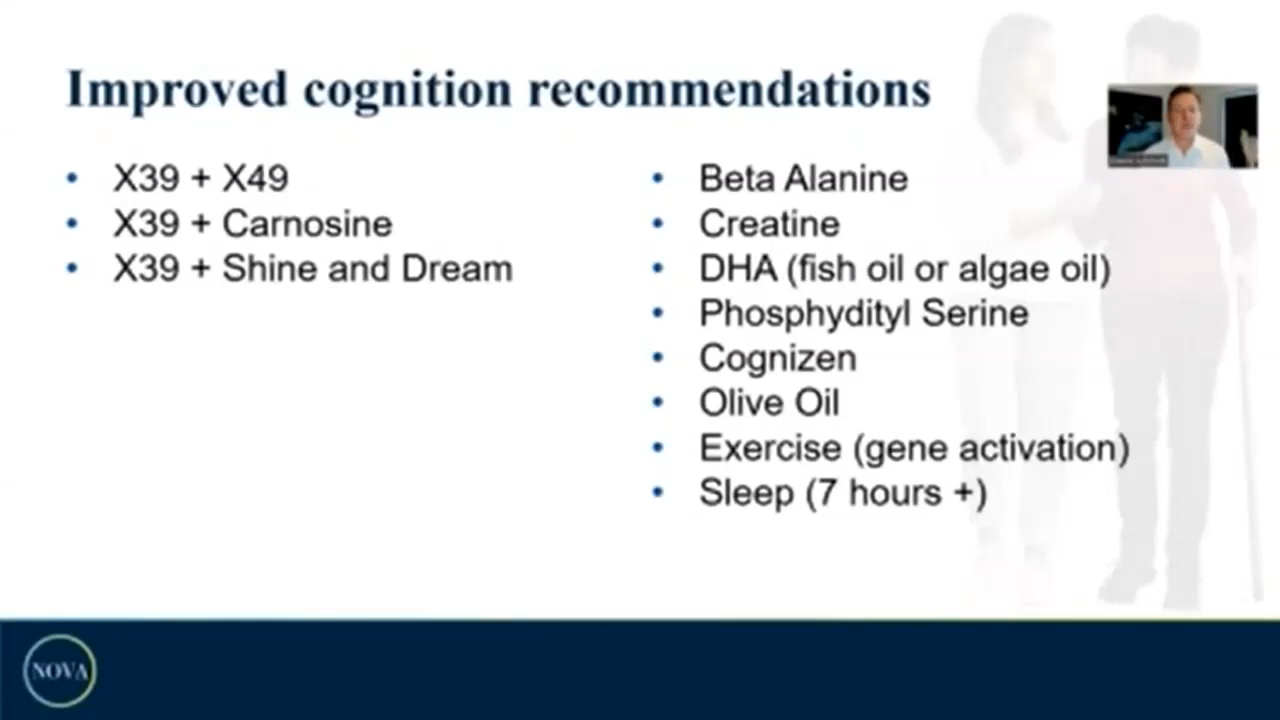 Improved cognition recommendations
• X39 + X49
• X39 + Carnosine
• X39 + Shine and Dream
• Beta Alanine
• Creatine
• DHA (fish oil or algae oil)
• Phosphydityl Serine
• Cognizen
• Olive Oil
• Exercise (gene activation)
• Sleep (7 hours +)
NOVA